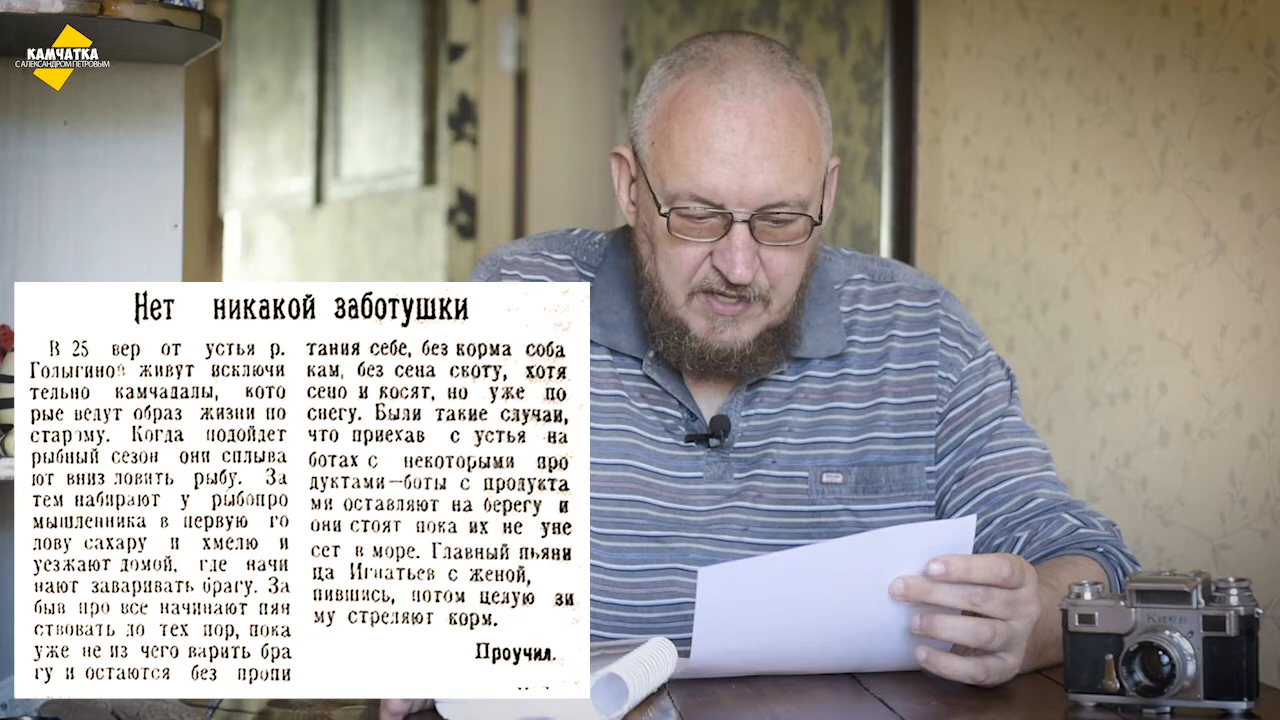 КАМЧАТКА
С АЛЕКСАНДРОМ ПЕТРОВЫМ
Нет никакой заботушки
В 25 вер от устья р.
Голыгиной живут исключи
тельно камчадалы, кото
рые ведут образ жизни по
старому. Когда подойдет
рыбный сезон они сплыва
ют вниз ловить рыбу. За
тем набирают у рыбопро
мышленника в первую го
лову сахару и хмелю и
уезжают домой, где начи
нают заваривать брагу. За
быв про все начинают пян
ствовать до тех пор, пока
уже не из чего варить бра
гу и остаются без пропи
тания себе, без корма соба
кам, без сена скоту, хотя
сено и косят, но уже по
снегу. Были такие случаи,
что приехав с устья на
ботах с некоторыми про
дуктами—боты с продукта
ми оставляют на берегу и
они стоят пока их не уне
сет в море. Главный пьяни
ца Игнатьев с женой,
пившись, потом целую зи
му стреляют корм.
Проучил.
Киев